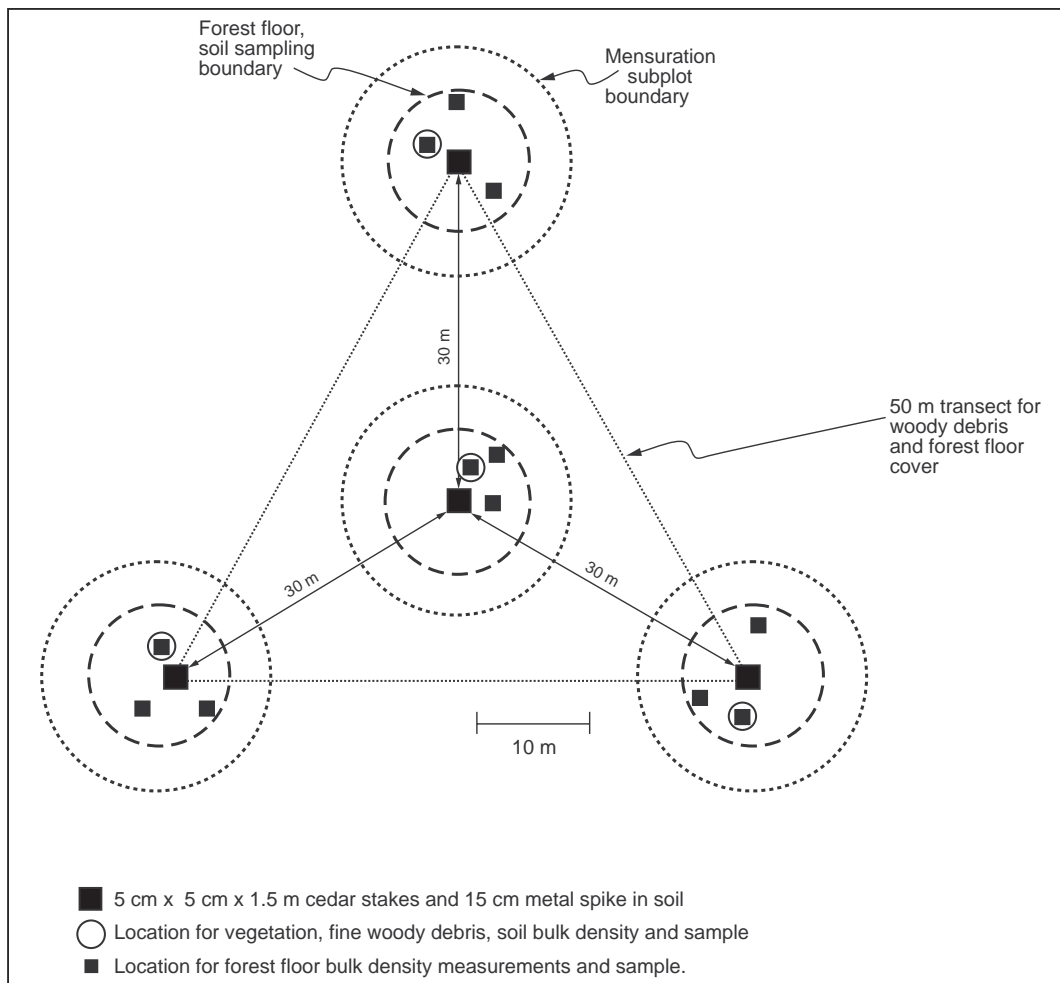 Forest floor,
soil sampling
boundary
Mensuration
subplot
boundary
30 m
50 m transect for
woody debris
and forest floor
cover
30 m
30 m
10 m
5 cm x 5 cm x 1.5 m cedar stakes and 15 cm metal spike in soil
Location for vegetation, fine woody debris, soil bulk density and sample
Location for forest floor bulk density measurements and sample.